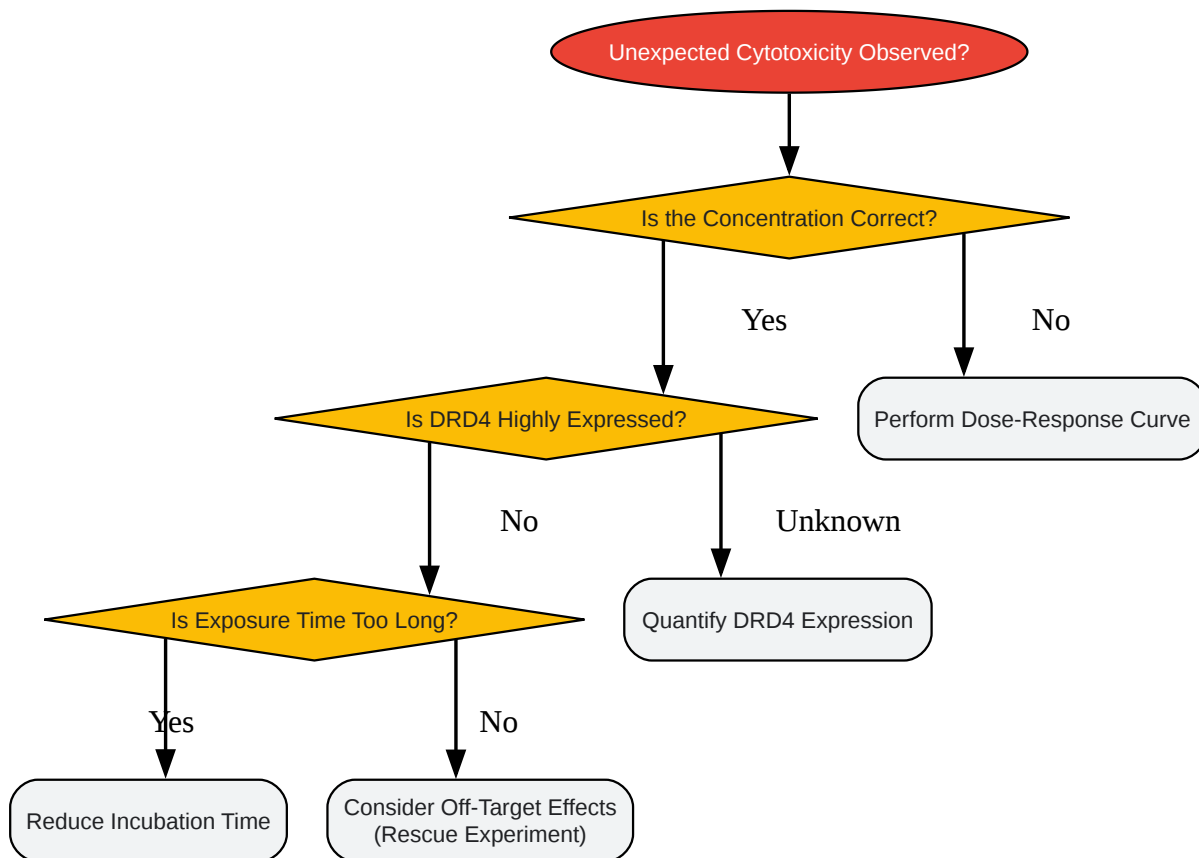 Unexpected Cytotoxicity Observed?
Is the Concentration Correct?
Yes
No
Is DRD4 Highly Expressed?
Perform Dose-Response Curve
No
Unknown
Is Exposure Time Too Long?
Quantify DRD4 Expression
Yes
No
Reduce Incubation Time
Consider Off-Target Effects
(Rescue Experiment)